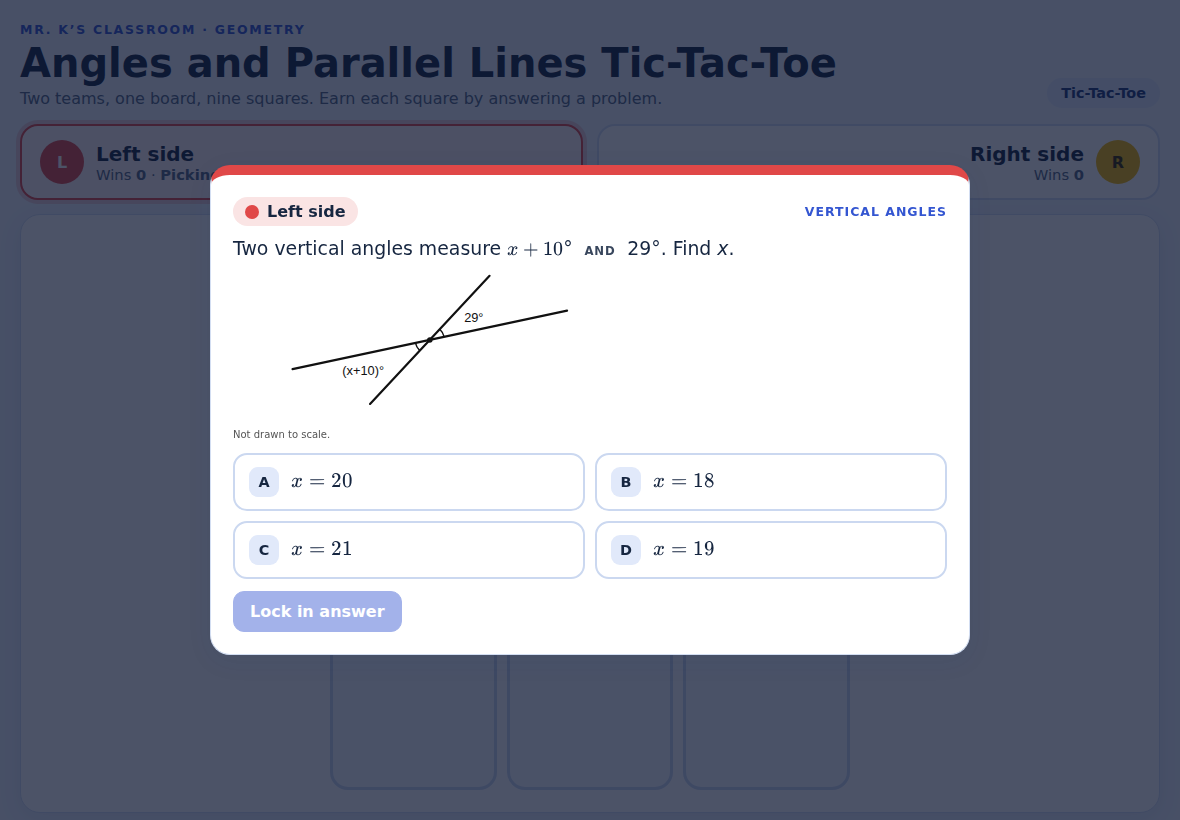 MR. K’S CLASSROOM · GEOMETRY
Angles and Parallel Lines Tic-Tac-Toe
Two teams, one board, nine squares. Earn each square by answering a problem.
Tic-Tac-Toe
L
Left side
Wins 0 · Picking
Right side
Wins 0
R
Left side
VERTICAL ANGLES
Two vertical angles measure x + 10° AND 29°. Find x.
29°
(x+10)°
Not drawn to scale.
A x = 20
B x = 18
C x = 21
D x = 19
Lock in answer